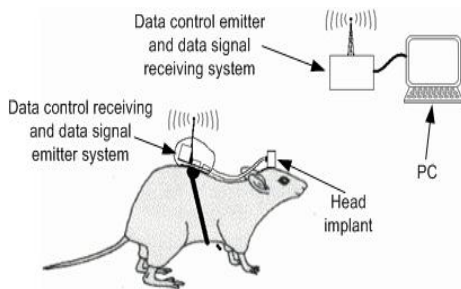 Data control emitter
and data signal
receiving system
Data control receiving
and data signal
emitter system
PC
Head
implant